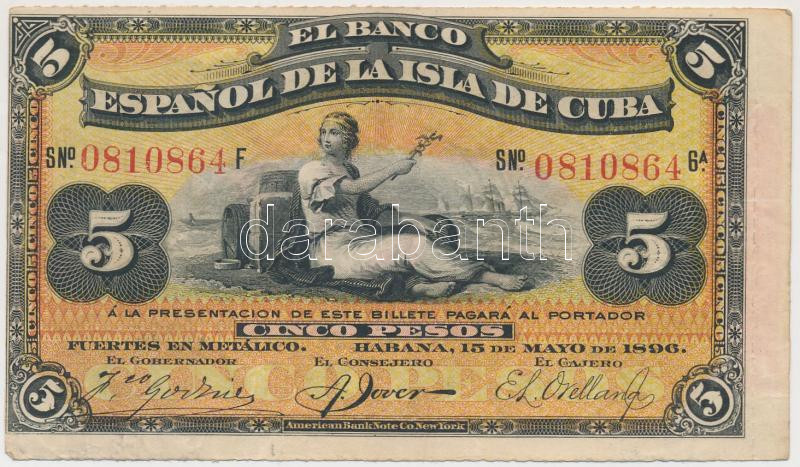 5 EL BANCO 5
ESPAÑOL DE LA ISLA DE CUBA
SNº 0810864 F SNº 0810864 6A
5 5
darabanth
Á LA PRESENTACION DE ESTE BILLETE PAGARÁ AL PORTADOR
CINCO PESOS
FUERTES EN METÁLICO. HABANA, 15 DE MAYO DE 1896.
EL GOBERNADOR EL CONSEJERO EL CAJERO
5 5
American Bank Note Co. New York